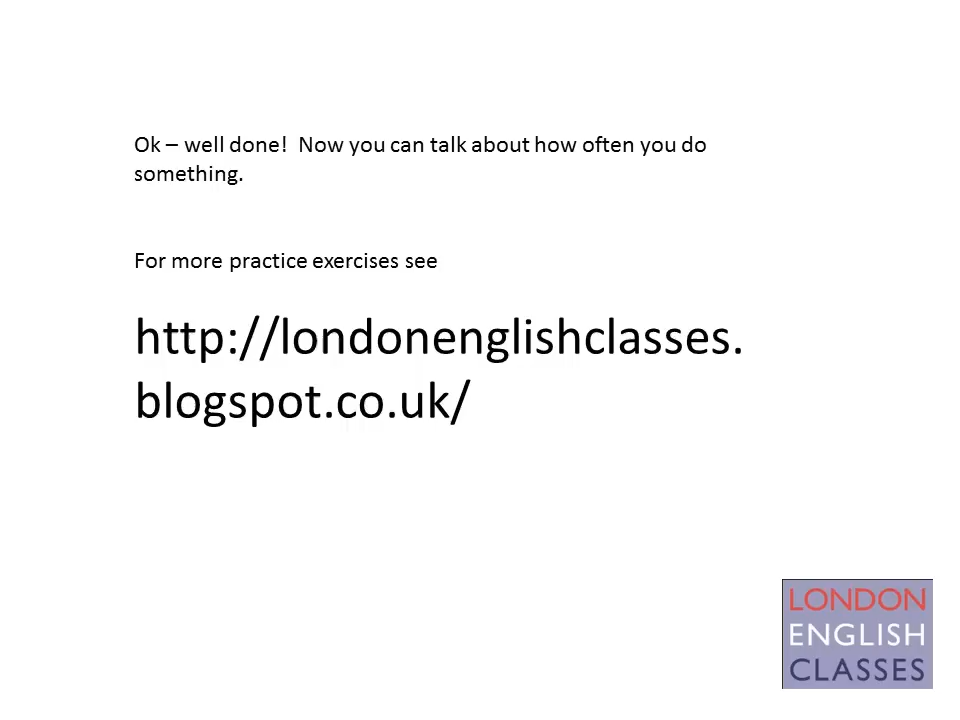 Ok – well done!  Now you can talk about how often you do
something.
For more practice exercises see
http://londonenglishclasses.
blogspot.co.uk/
LONDON
ENGLISH
CLASSES